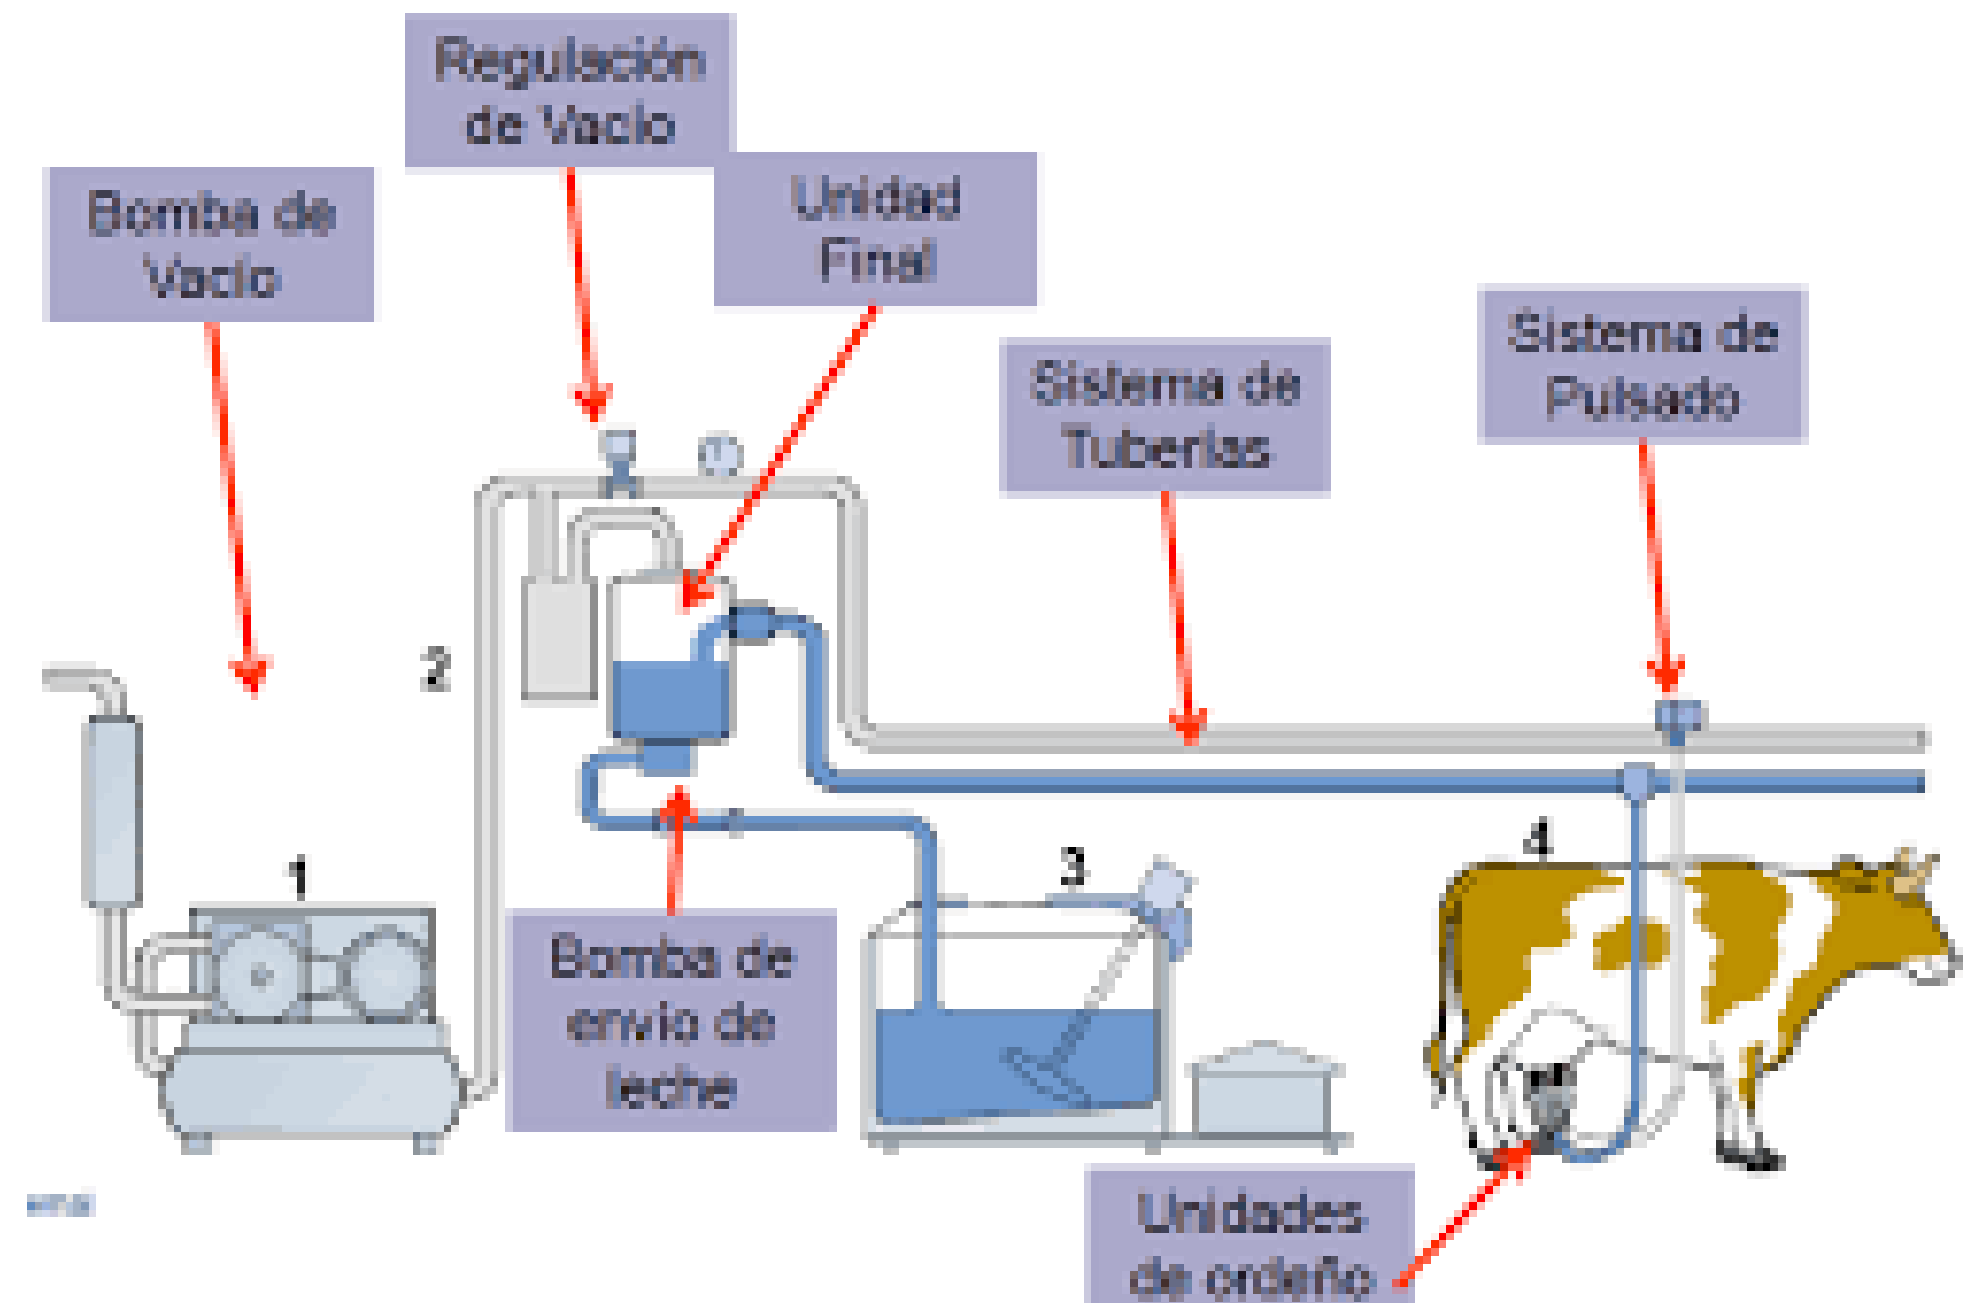 Regulación
de Vacío
Bomba de
Vacío
Unidad
Final
Sistema de
Tuberías
Sistema de
Pulsado
2
1
3
4
Bomba de
envío de
leche
Unidades
de ordeño